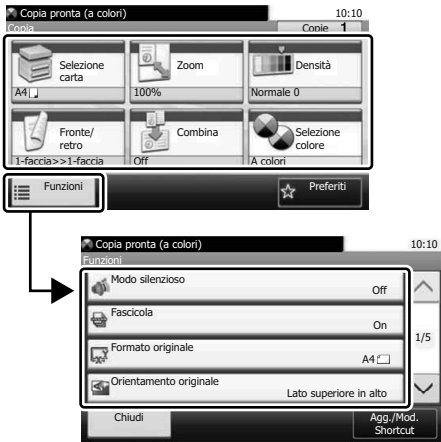 Copia pronta (a colori) 10:10
Copia Copie 1
Selezione carta
A4
Zoom
100%
Densità
Normale 0
Fronte/ retro
1-faccia>>1-faccia
Combina
Off
Selezione colore
A colori
Funzioni
Preferiti
Copia pronta (a colori) 10:10
Funzioni
Modo silenzioso
Off
Fascicola
On
1/5
Formato originale
A4
Orientamento originale
Lato superiore in alto
Chiudi
Agg./Mod.
Shortcut